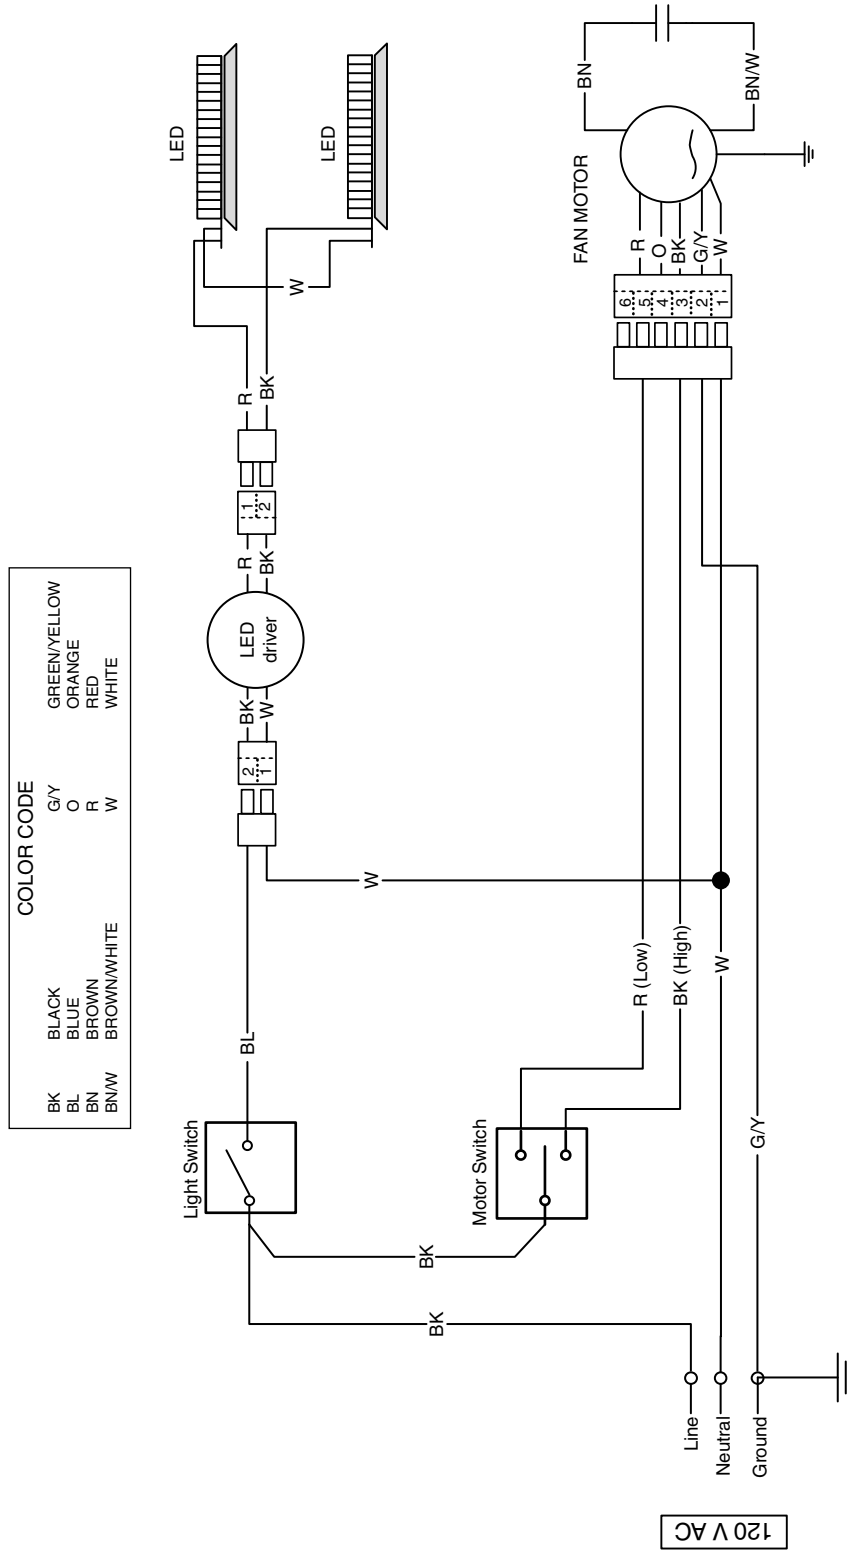 COLOR CODE
BK BLACK G/Y GREEN/YELLOW
BL BLUE O ORANGE
BN BROWN R RED
BN/W BROWN/WHITE W WHITE
Light Switch
BL
2
1
BK
W
LED
driver
R
BK
1
2
R
BK
W
LED
LED
W
BK
BK
Motor Switch
R (Low)
BK (High)
W
G/Y
6
5
4
3
2
1
R
O
BK
G/Y
W
FAN MOTOR
BN
BN/W
Line
Neutral
Ground
120 V AC